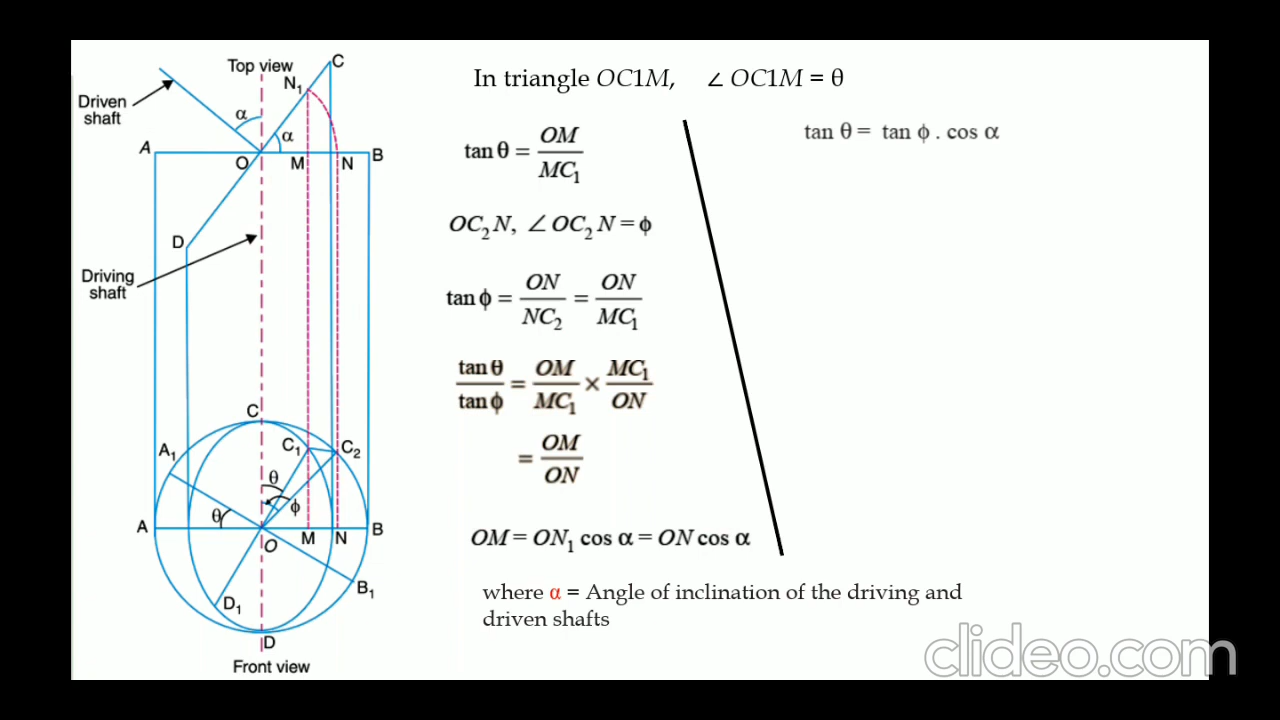 Top view
C
N₁
Driven
shaft
α
α
A
O
M
N
B
D
Driving
shaft
C
A₁
C₁
C₂
θ
θ
ϕ
A
O
M
N
B
B₁
D₁
D
Front view
In triangle OC1M, ∠ OC1M = θ
tan θ = OM / MC₁
OC₂ N, ∠ OC₂ N = ϕ
tan ϕ = ON / NC₂ = ON / MC₁
tan θ / tan ϕ = OM / MC₁ × MC₁ / ON
= OM / ON
OM = ON₁ cos α = ON cos α
where α = Angle of inclination of the driving and
driven shafts
tan θ = tan ϕ . cos α
clideo.com